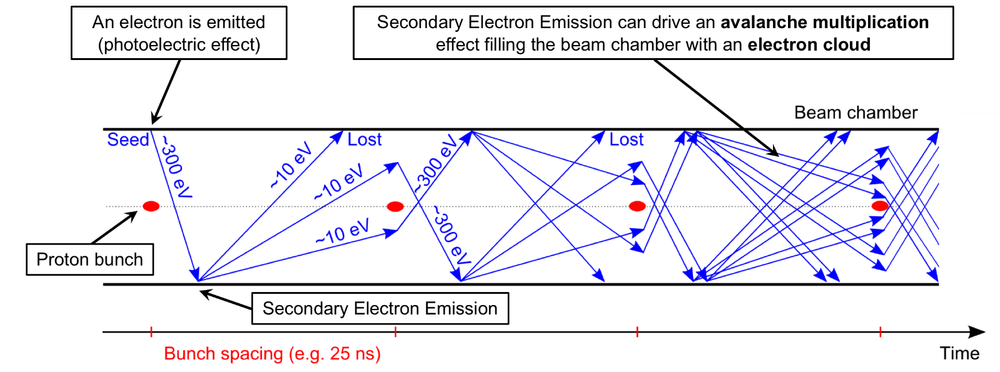 An electron is emitted
(photoelectric effect)
Secondary Electron Emission can drive an avalanche multiplication
effect filling the beam chamber with an electron cloud
Beam chamber
Seed
~300 eV
~10 eV
Lost
~10 eV
~10 eV
~300 eV
~300 eV
Lost
Proton bunch
Secondary Electron Emission
Bunch spacing (e.g. 25 ns)
Time